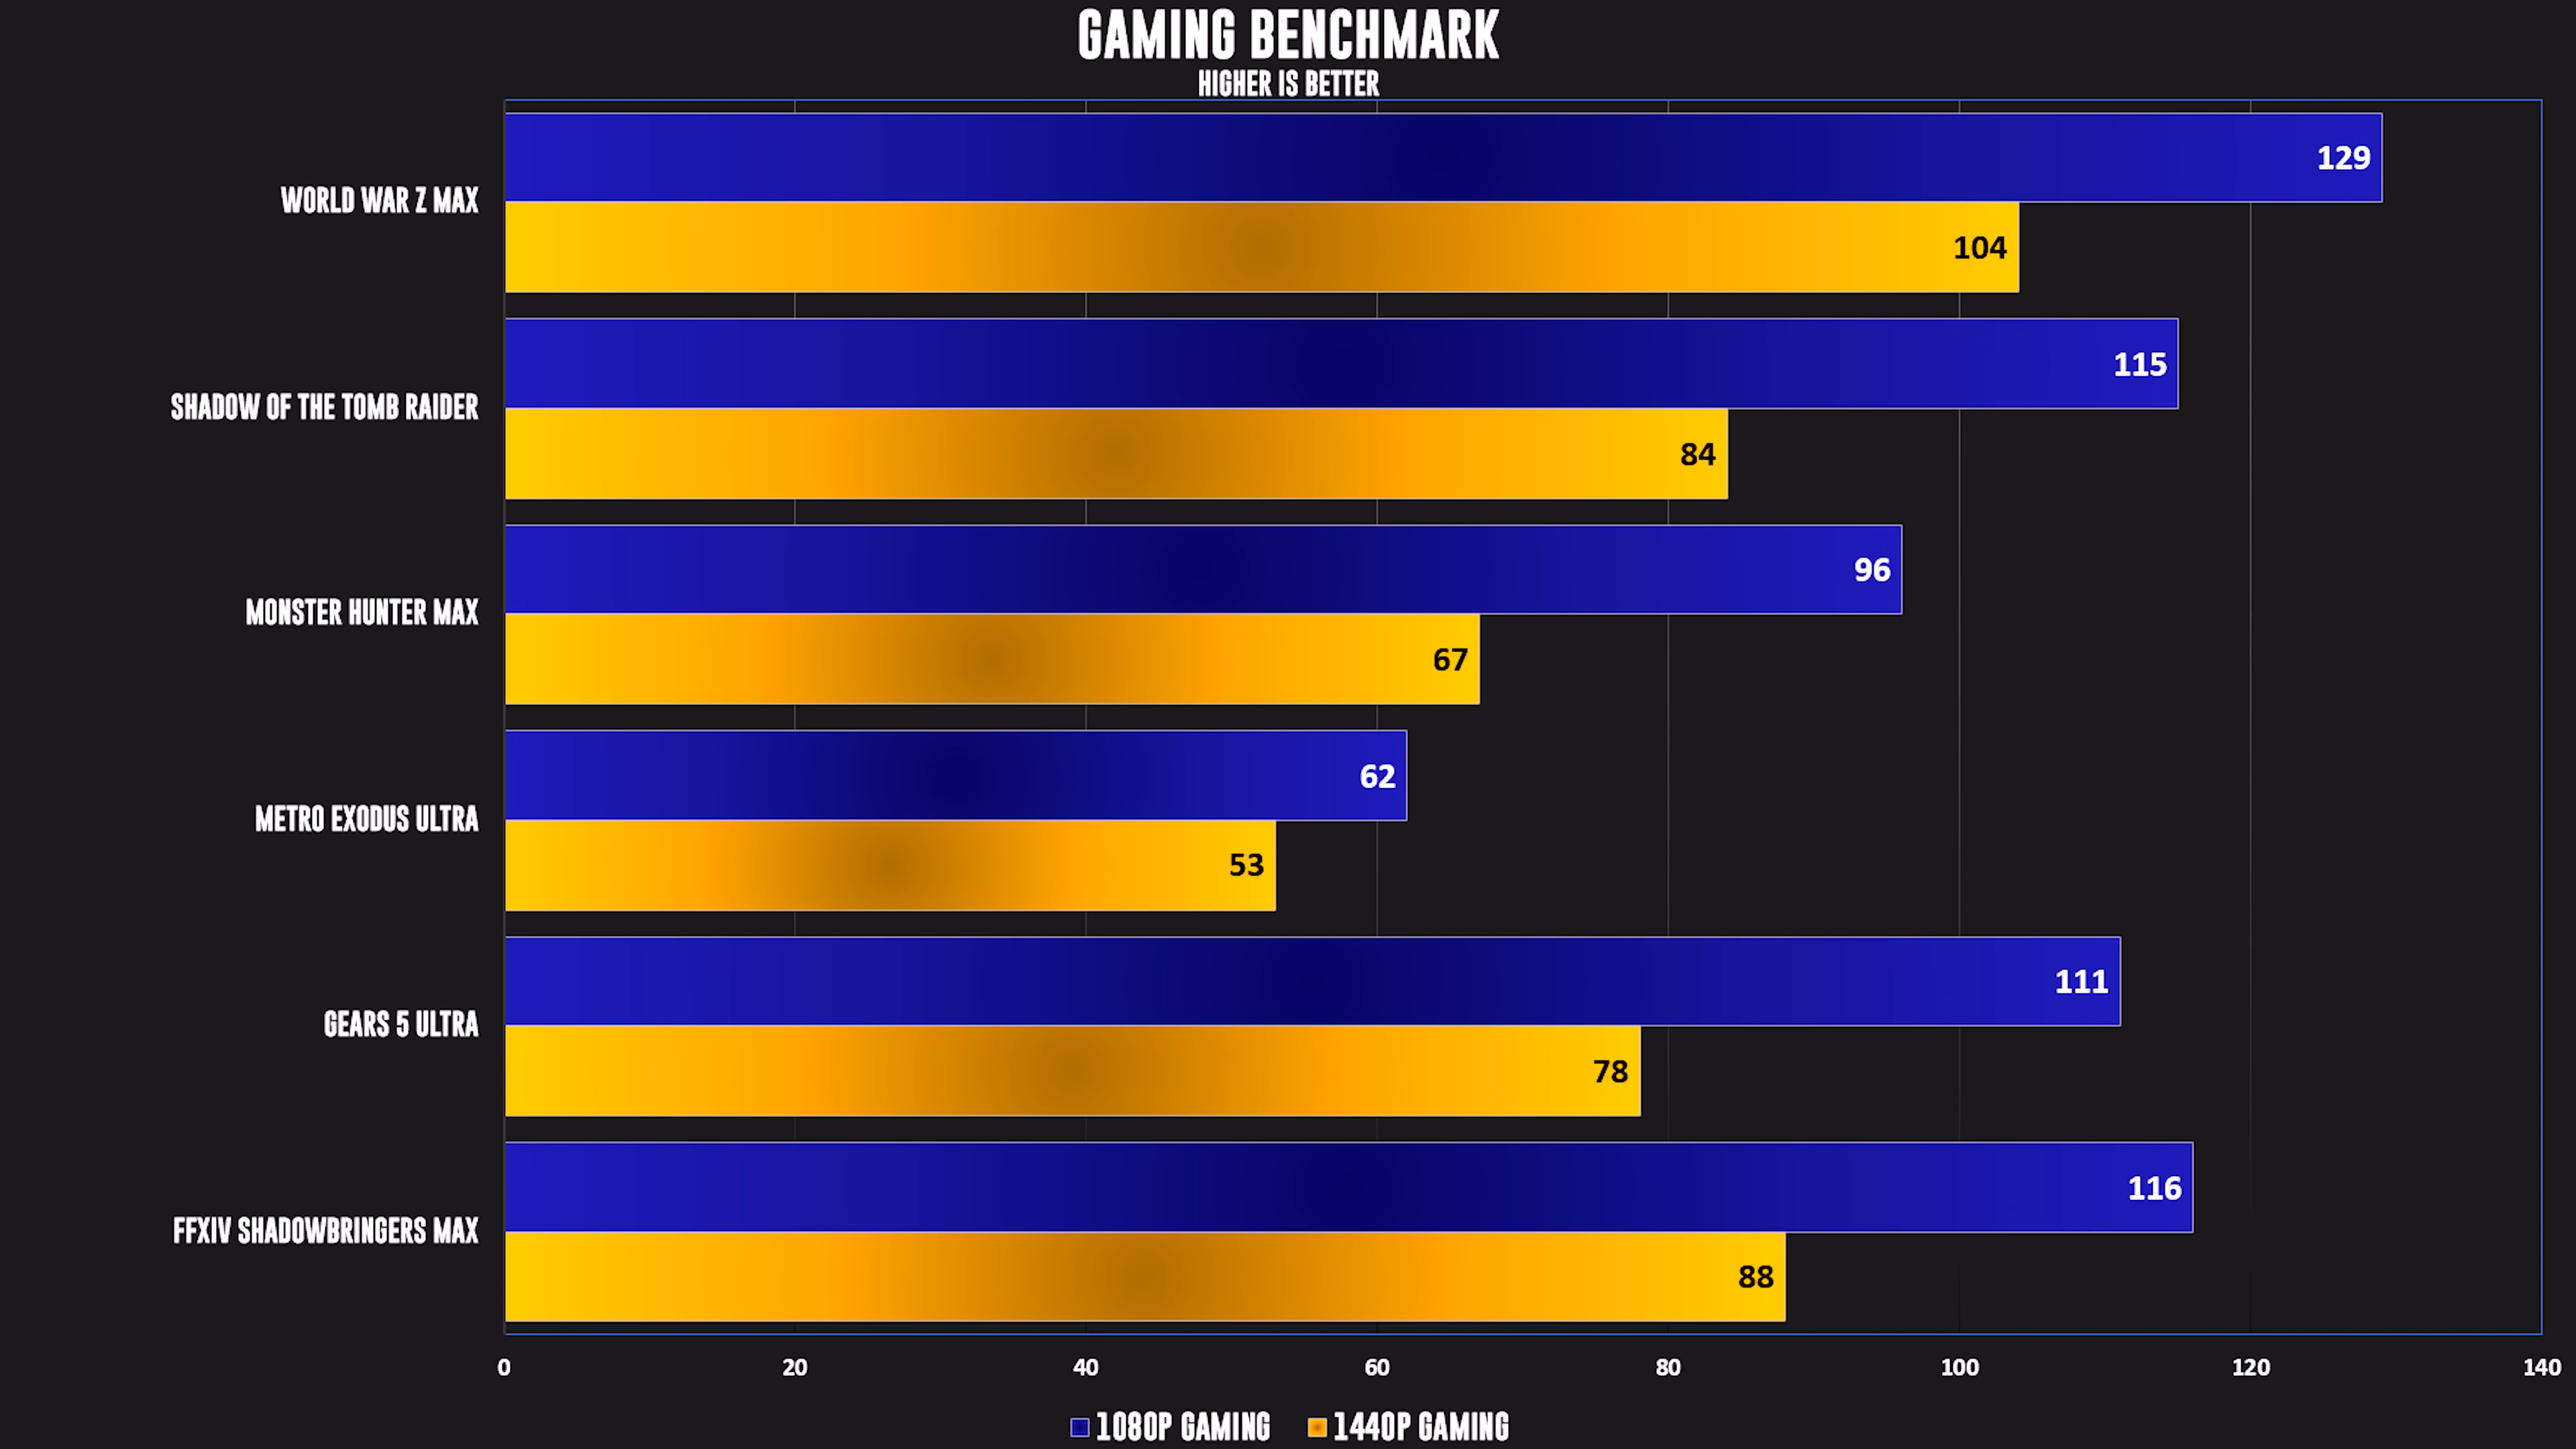 GAMING BENCHMARK
HIGHER IS BETTER
WORLD WAR Z MAX
129
104
SHADOW OF THE TOMB RAIDER
115
84
MONSTER HUNTER MAX
96
67
METRO EXODUS ULTRA
62
53
GEARS 5 ULTRA
111
78
FFXIV SHADOWBRINGERS MAX
116
88
0 20 40 60 80 100 120 140
1080P GAMING 1440P GAMING